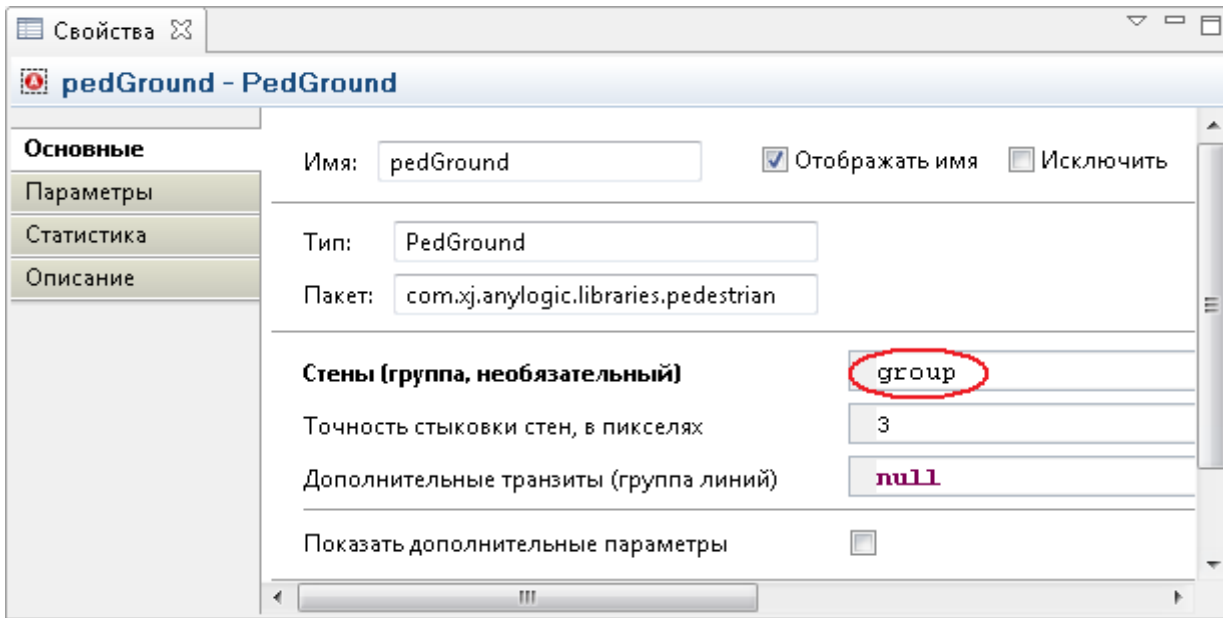 Свойства
pedGround - PedGround
Основные
Параметры
Статистика
Описание
Имя: pedGround Отображать имя Исключить
Тип: PedGround
Пакет: com.xj.anylogic.libraries.pedestrian
Стены (группа, необязательный) group
Точность стыковки стен, в пикселях 3
Дополнительные транзиты (группа линий) null
Показать дополнительные параметры